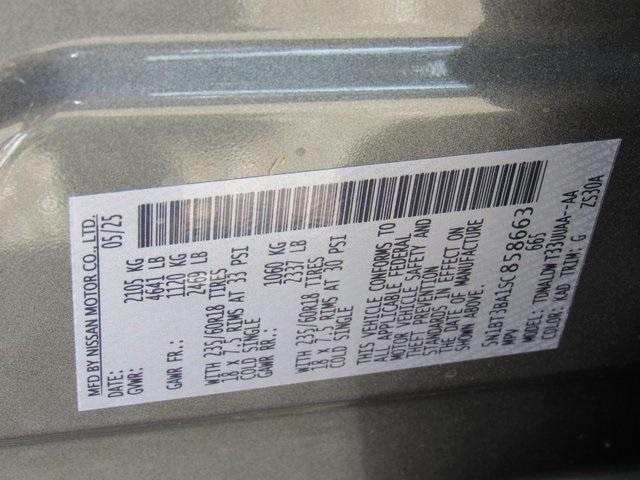 MFD BY NISSAN MOTOR CO., LTD.
DATE: 05/25
GVWR: 2105 KG
4641 LB
GAWR FR.: 1120 KG
2469 LB
WITH 235/60R18 TIRES
18 X 7.5 RIMS AT 33 PSI
COLD SINGLE
GAWR RR.: 1060 KG
2337 LB
WITH 235/60R18 TIRES
18 X 7.5 RIMS AT 30 PSI
COLD SINGLE
THIS VEHICLE CONFORMS TO
ALL APPLICABLE FEDERAL
MOTOR VEHICLE SAFETY AND
THEFT PREVENTION
STANDARDS IN EFFECT ON
THE DATE OF MANUFACTURE
SHOWN ABOVE.
5N1BT3BA1SC858663
MPV 665
MODEL: TDMALDW T33UUAA--AA
COLOR: KAD TRIM: G ZS30A